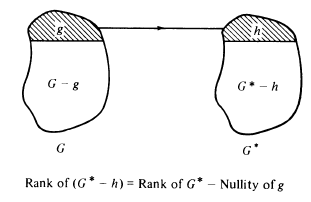 g
h
G - g
G* - h
G
G*
Rank of (G* - h) = Rank of G* - Nullity of g